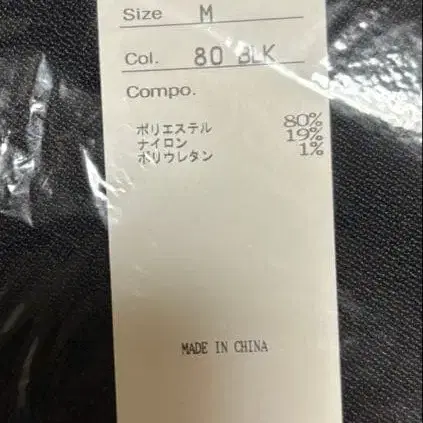 Size M
Col. 80 BLK
Compo.
ポリエステル 80%
ナイロン 19%
ポリウレタン 1%
MADE IN CHINA